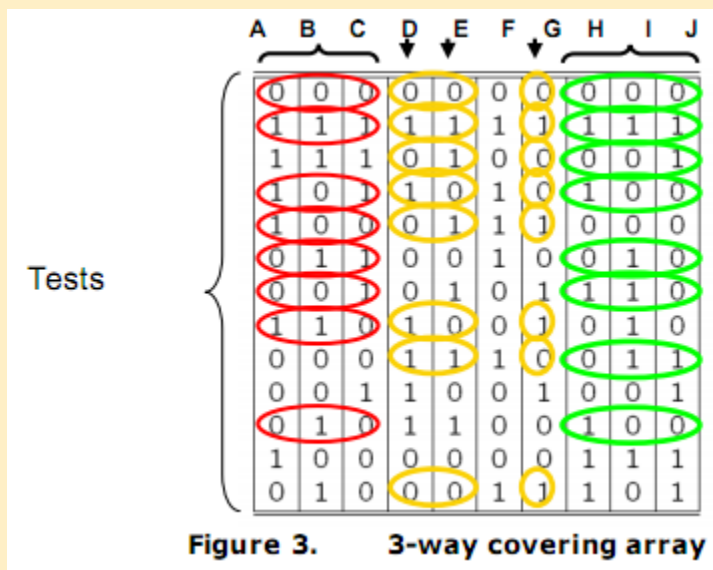 A B C D E F G H I J
0 0 0 0 0 0 0 0 0 0
1 1 1 1 1 1 1 1 1 1
1 1 1 0 1 0 0 0 0 1
1 0 1 1 0 1 0 1 0 0
1 0 0 0 1 1 1 0 0 0
0 1 1 0 0 1 0 0 1 0
0 0 1 0 1 0 1 1 1 0
1 1 0 1 0 0 1 0 1 0
0 0 0 1 1 1 0 0 1 1
0 0 1 1 0 0 1 0 0 1
0 1 0 1 1 0 0 1 0 0
1 0 0 0 0 0 0 1 1 1
0 1 0 0 0 1 1 1 0 1
Tests
Figure 3. 3-way covering array